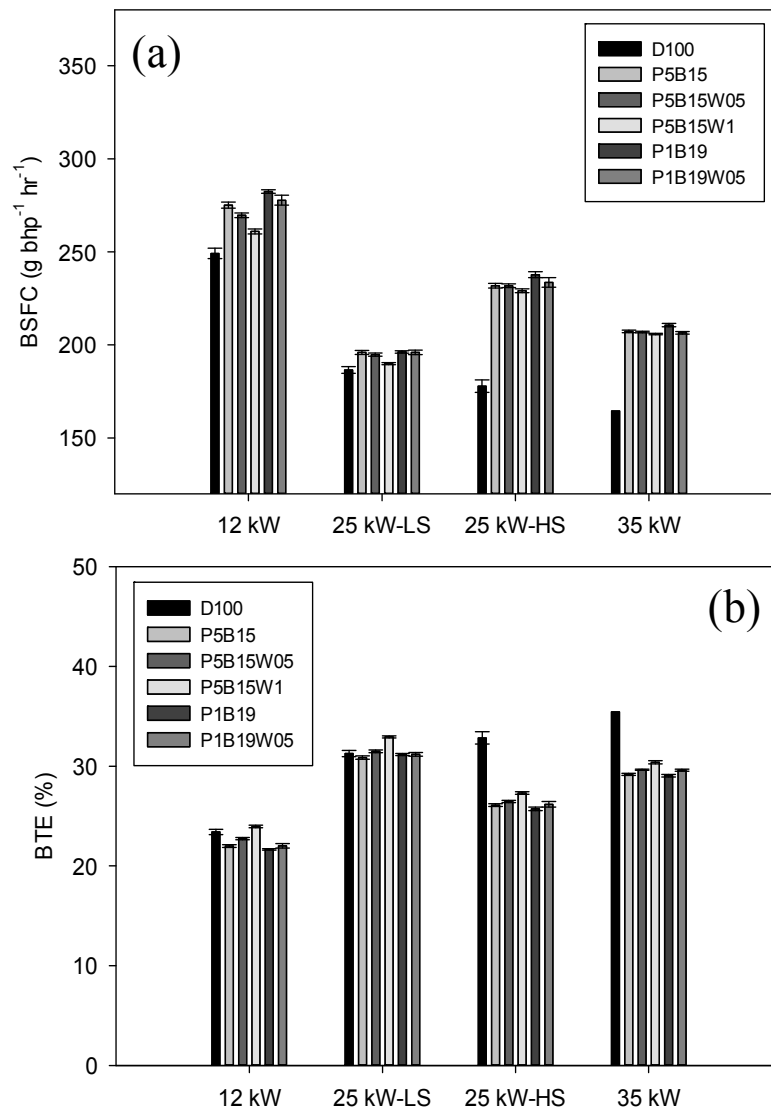 (a)
D100
P5B15
P5B15W05
P5B15W1
P1B19
P1B19W05
350
300
250
200
150
BSFC (g bhp⁻¹ hr⁻¹)
12 kW 25 kW-LS 25 kW-HS 35 kW
(b)
D100
P5B15
P5B15W05
P5B15W1
P1B19
P1B19W05
50
40
30
20
10
0
BTE (%)
12 kW 25 kW-LS 25 kW-HS 35 kW